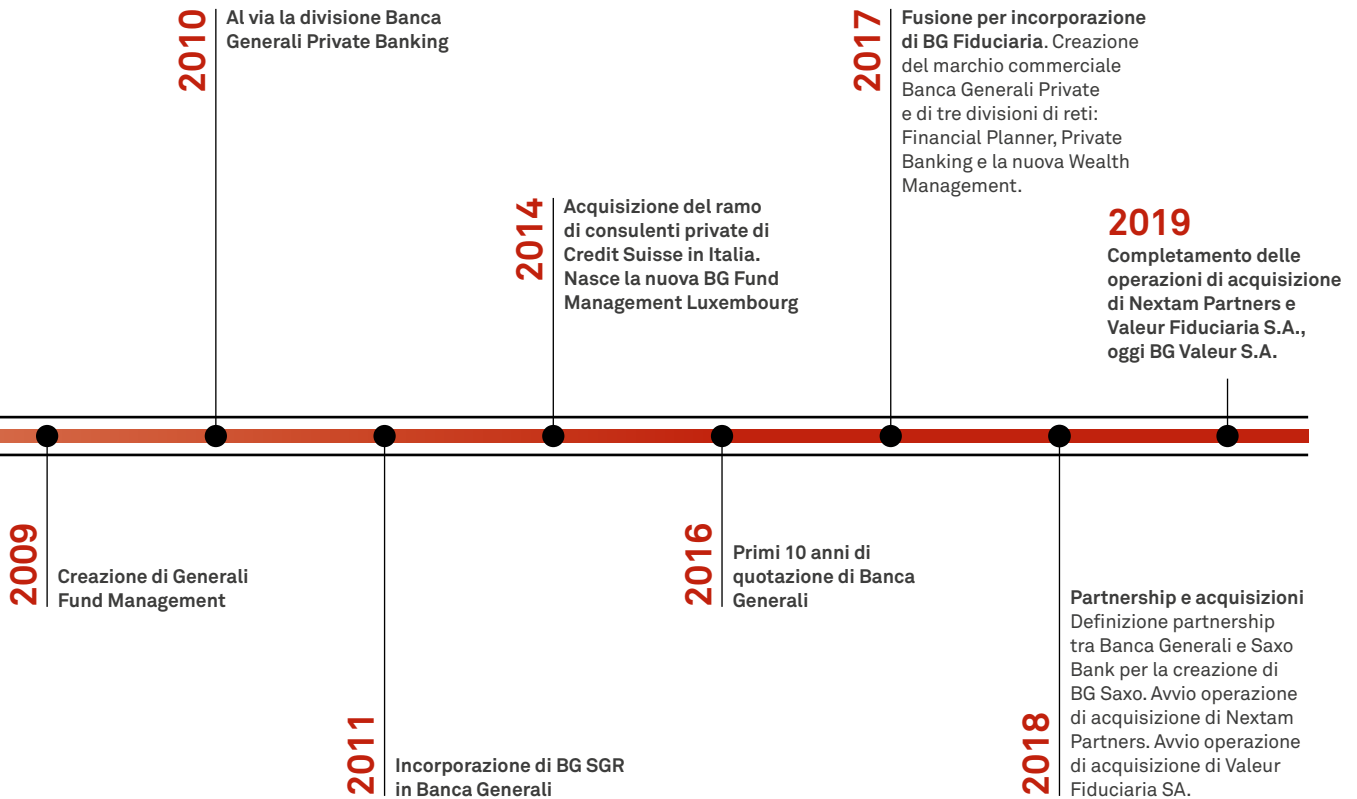 2010
Al via la divisione Banca
Generali Private Banking
2017
Fusione per incorporazione
di BG Fiduciaria. Creazione
del marchio commerciale
Banca Generali Private
e di tre divisioni di reti:
Financial Planner, Private
Banking e la nuova Wealth
Management.
2014
Acquisizione del ramo
di consulenti private di
Credit Suisse in Italia.
Nasce la nuova BG Fund
Management Luxembourg
2019
Completamento delle
operazioni di acquisizione
di Nextam Partners e
Valeur Fiduciaria S.A.,
oggi BG Valeur S.A.
2009
Creazione di Generali
Fund Management
2016
Primi 10 anni di
quotazione di Banca
Generali
2011
Incorporazione di BG SGR
in Banca Generali
2018
Partnership e acquisizioni
Definizione partnership
tra Banca Generali e Saxo
Bank per la creazione di
BG Saxo. Avvio operazione
di acquisizione di Nextam
Partners. Avvio operazione
di acquisizione di Valeur
Fiduciaria SA.